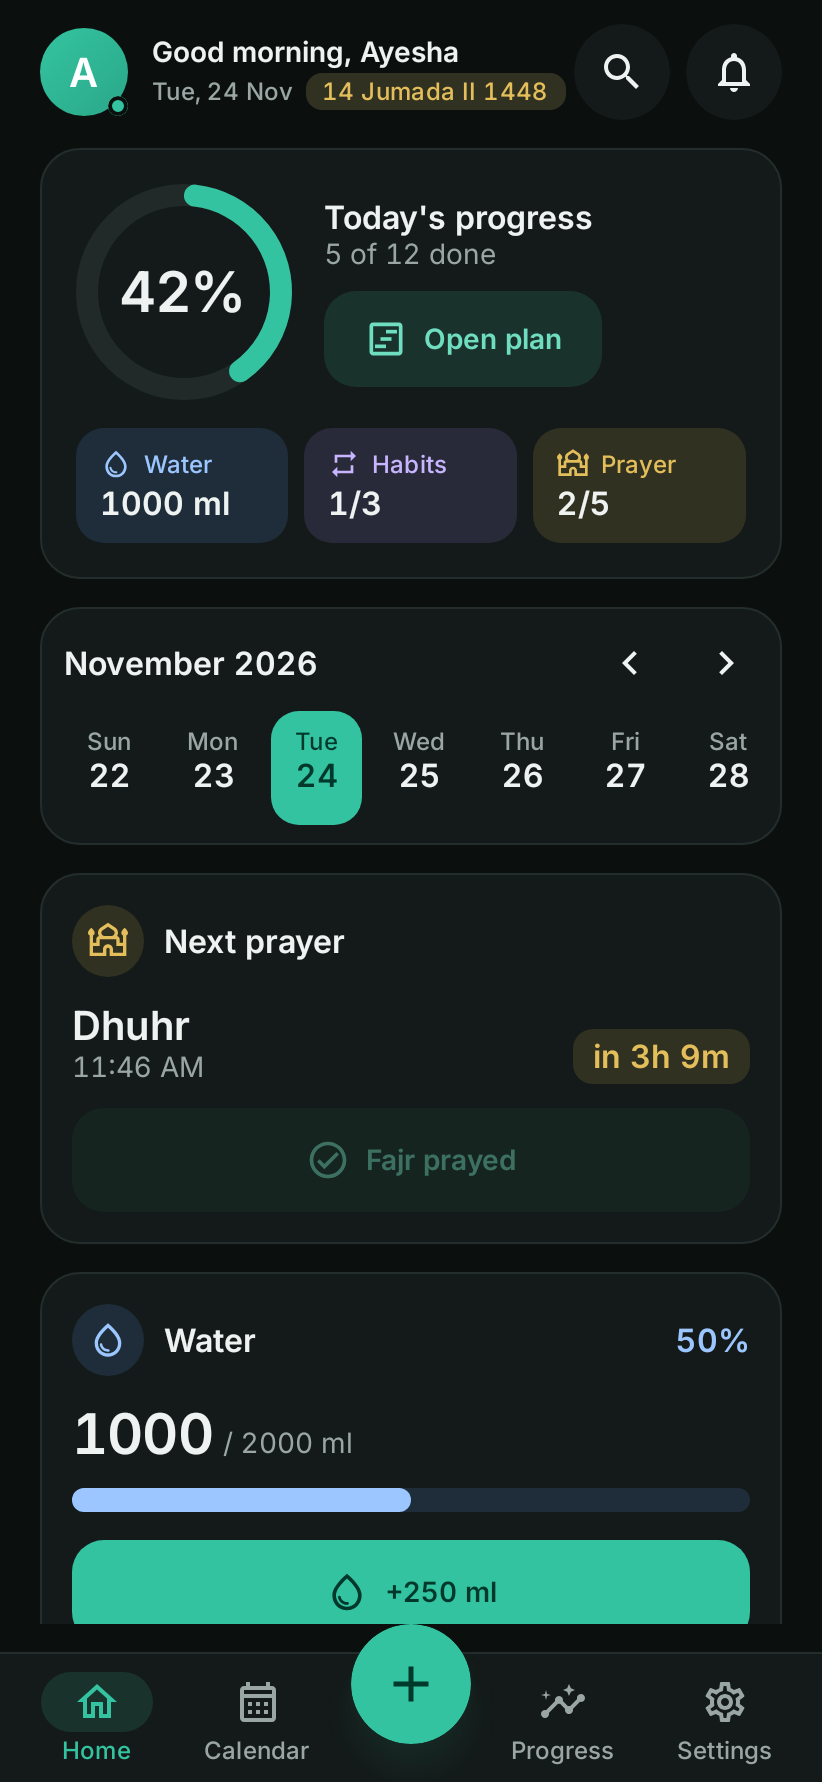 A
Good morning, Ayesha
Tue, 24 Nov 14 Jumada II 1448
42%
Today's progress
5 of 12 done
Open plan
Water
1000 ml
Habits
1/3
Prayer
2/5
November 2026
Sun Mon Tue Wed Thu Fri Sat
22 23 24 25 26 27 28
Next prayer
Dhuhr
11:46 AM
in 3h 9m
Fajr prayed
Water 50%
1000 / 2000 ml
+250 ml
+
Home Calendar Progress Settings